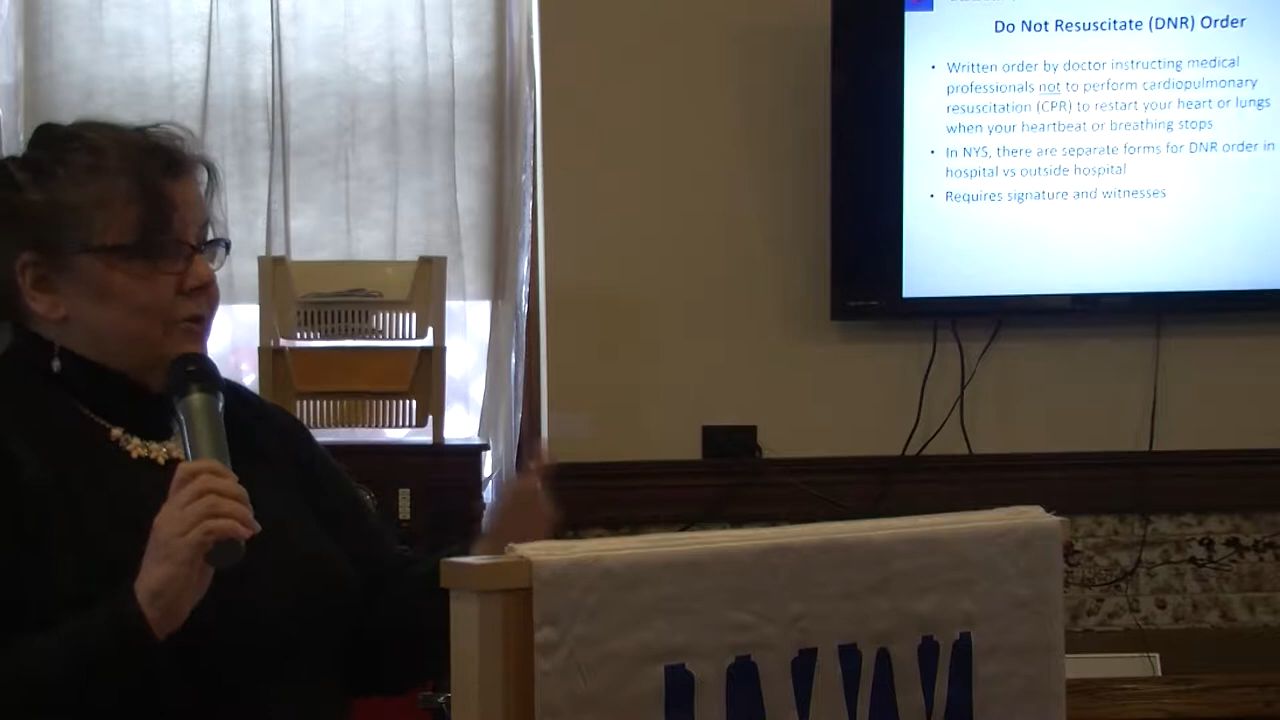 Do Not Resuscitate (DNR) Order
• Written order by doctor instructing medical
professionals not to perform cardiopulmonary
resuscitation (CPR) to restart your heart or lungs
when your heartbeat or breathing stops
• In NYS, there are separate forms for DNR order in
hospital vs outside hospital
• Requires signature and witnesses